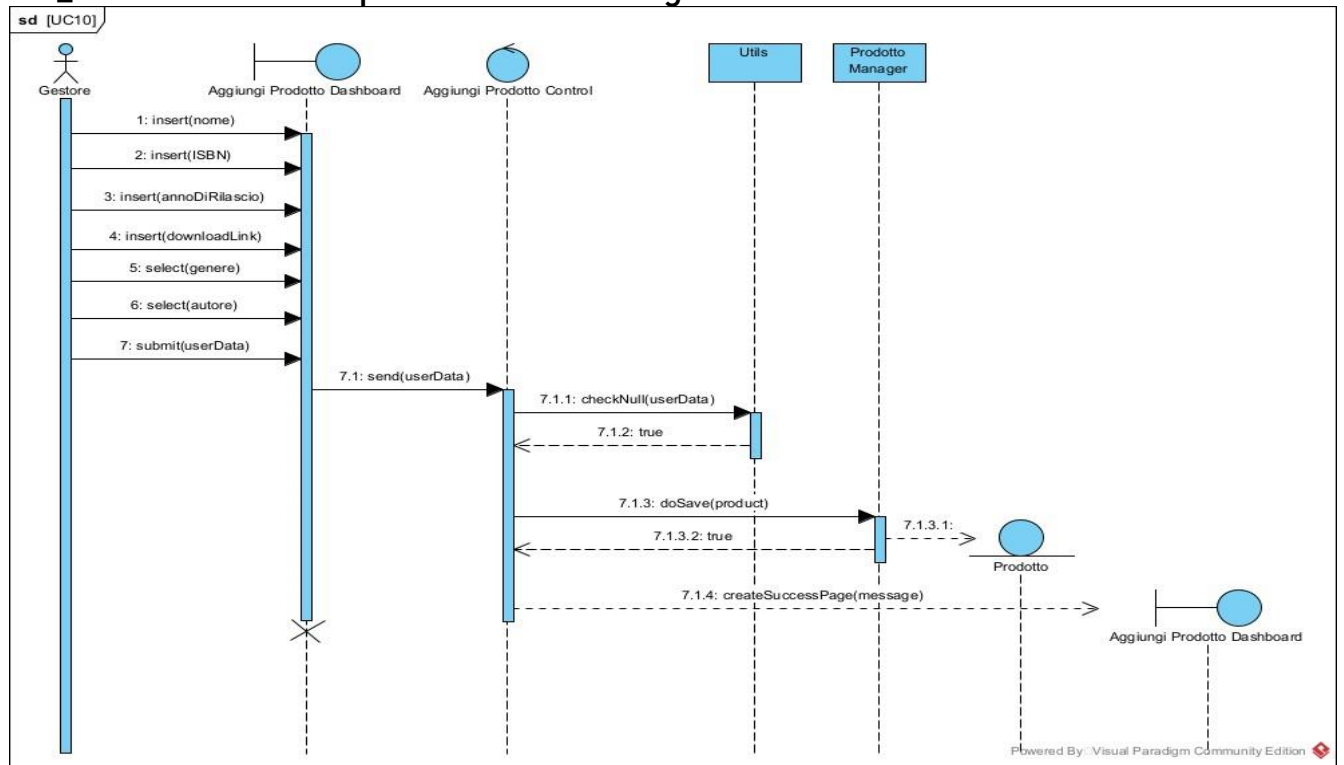 sd [UC10]
Gestore
Aggiungi Prodotto Dashboard
Aggiungi Prodotto Control
Utils
Prodotto
Manager
1: insert(nome)
2: insert(ISBN)
3: insert(annoDiRilascio)
4: insert(downloadLink)
5: select(genere)
6: select(autore)
7: submit(userData)
7.1: send(userData)
7.1.1: checkNull(userData)
7.1.2: true
7.1.3: doSave(product)
7.1.3.1:
7.1.3.2: true
Prodotto
7.1.4: createSuccessPage(message)
Aggiungi Prodotto Dashboard
Powered By Visual Paradigm Community Edition